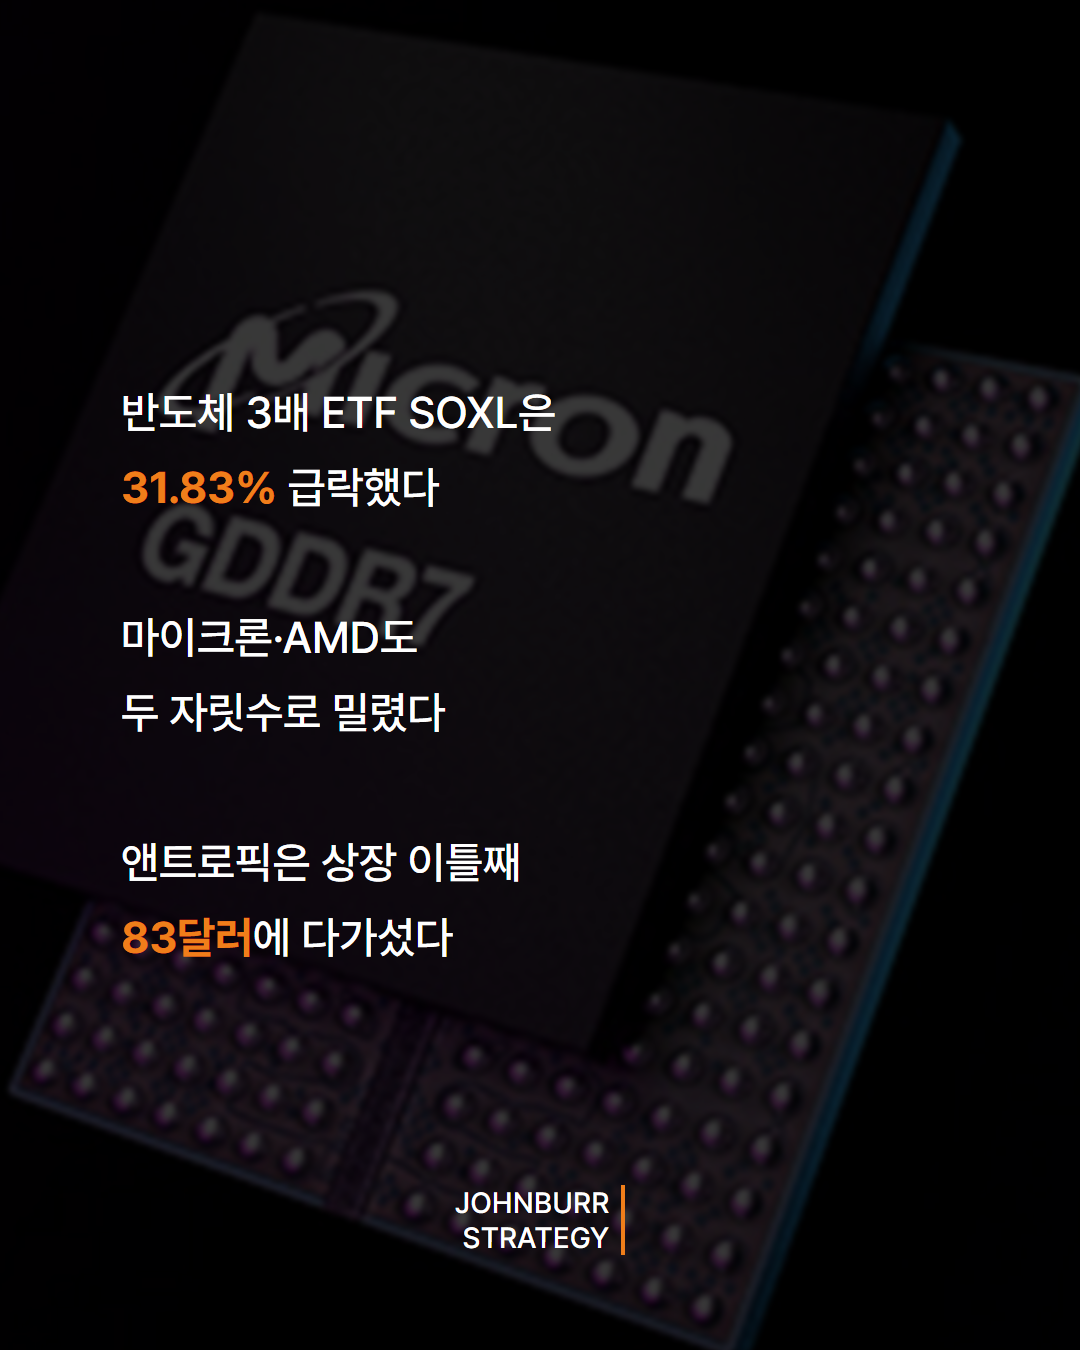 Micron
GDDR7
반도체 3배 ETF SOXL은
31.83% 급락했다
마이크론·AMD도
두 자릿수로 밀렸다
앤트로픽은 상장 이틀째
83달러에 다가섰다
JOHNBURR
STRATEGY